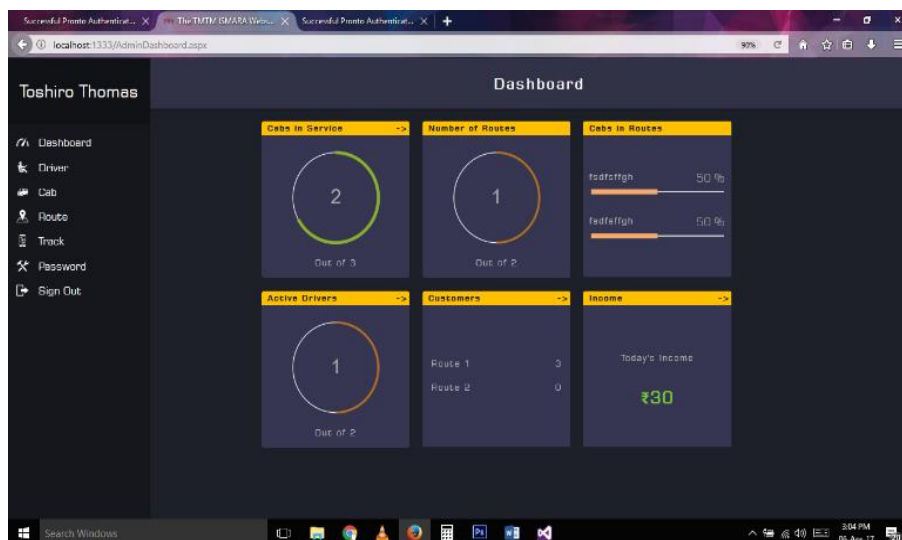 Successful Pronto Authenticat...
The TMTM ISMARA Webs...
Successful Pronto Authenticat...
localhost:1333/AdminDashboard.aspx
90%
Toshiro Thomas
Dashboard
Dashboard
Driver
Cab
Route
Track
Password
Sign Out
Cabs in Service ->
2
Out of 3
Number of Routes
1
Out of 2
Cabs in Routes
50 %
50 %
Active Drivers ->
1
Out of 2
Customers ->
Route 1 3
Route 2 0
Income ->
Today's Income
₹30
Search Windows
3:04 PM